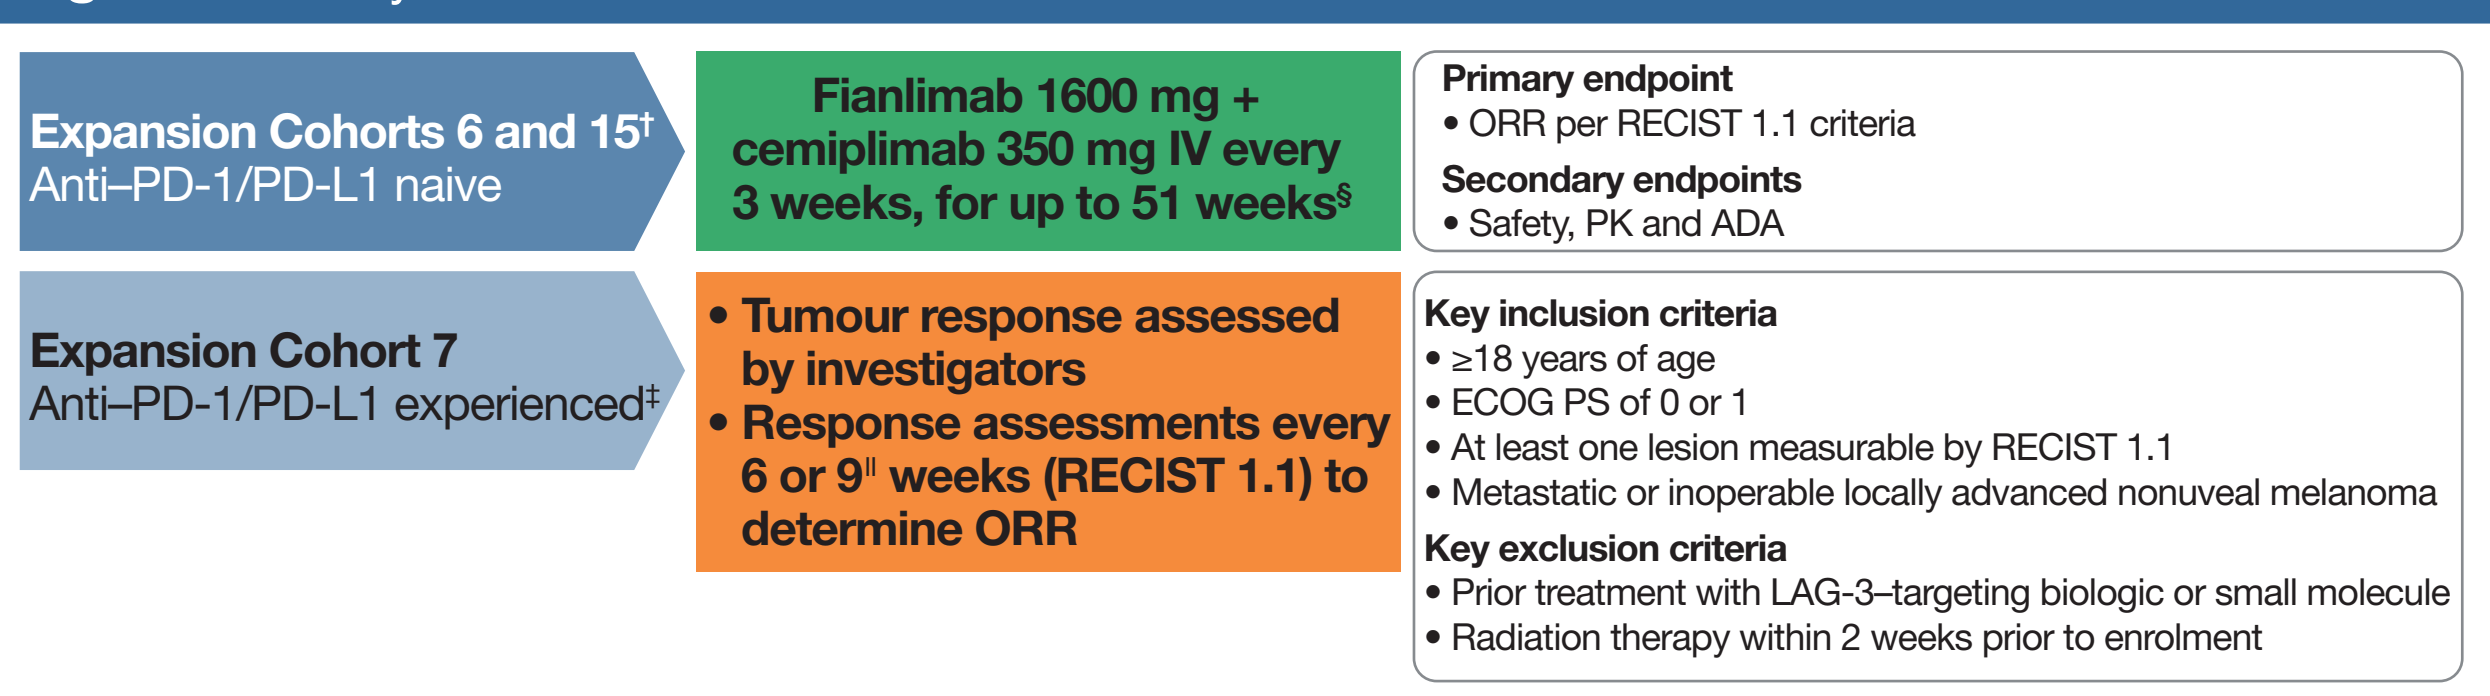 Expansion Cohorts 6 and 15†
Anti–PD-1/PD-L1 naive
Fianlimab 1600 mg +
cemiplimab 350 mg IV every
3 weeks, for up to 51 weeks§
Primary endpoint
• ORR per RECIST 1.1 criteria
Secondary endpoints
• Safety, PK and ADA
Expansion Cohort 7
Anti–PD-1/PD-L1 experienced‡
• Tumour response assessed
by investigators
• Response assessments every
6 or 9‖ weeks (RECIST 1.1) to
determine ORR
Key inclusion criteria
• ≥18 years of age
• ECOG PS of 0 or 1
• At least one lesion measurable by RECIST 1.1
• Metastatic or inoperable locally advanced nonuveal melanoma
Key exclusion criteria
• Prior treatment with LAG-3–targeting biologic or small molecule
• Radiation therapy within 2 weeks prior to enrolment